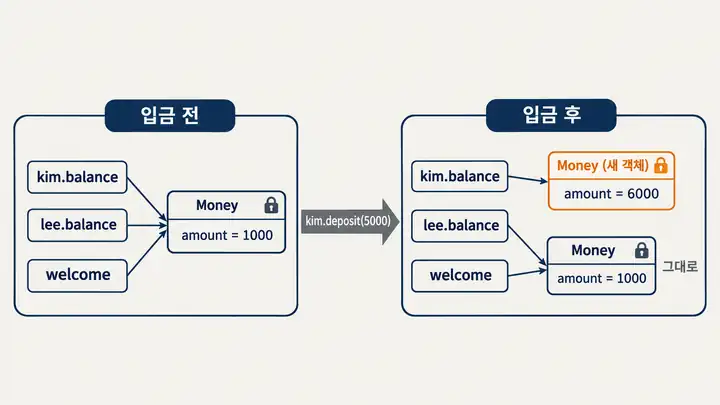 입금 전
kim.balance
lee.balance
welcome
Money
amount = 1000
kim.deposit(5000)
입금 후
kim.balance
lee.balance
welcome
Money (새 객체)
amount = 6000
Money
amount = 1000
그대로